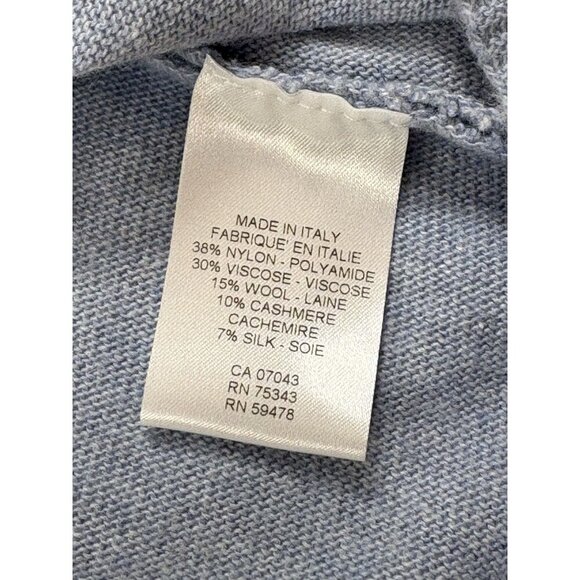 MADE IN ITALY
FABRIQUE' EN ITALIE
38% NYLON - POLYAMIDE
30% VISCOSE - VISCOSE
15% WOOL - LAINE
10% CASHMERE
CACHEMIRE
7% SILK - SOIE
CA 07043
RN 75343
RN 59478